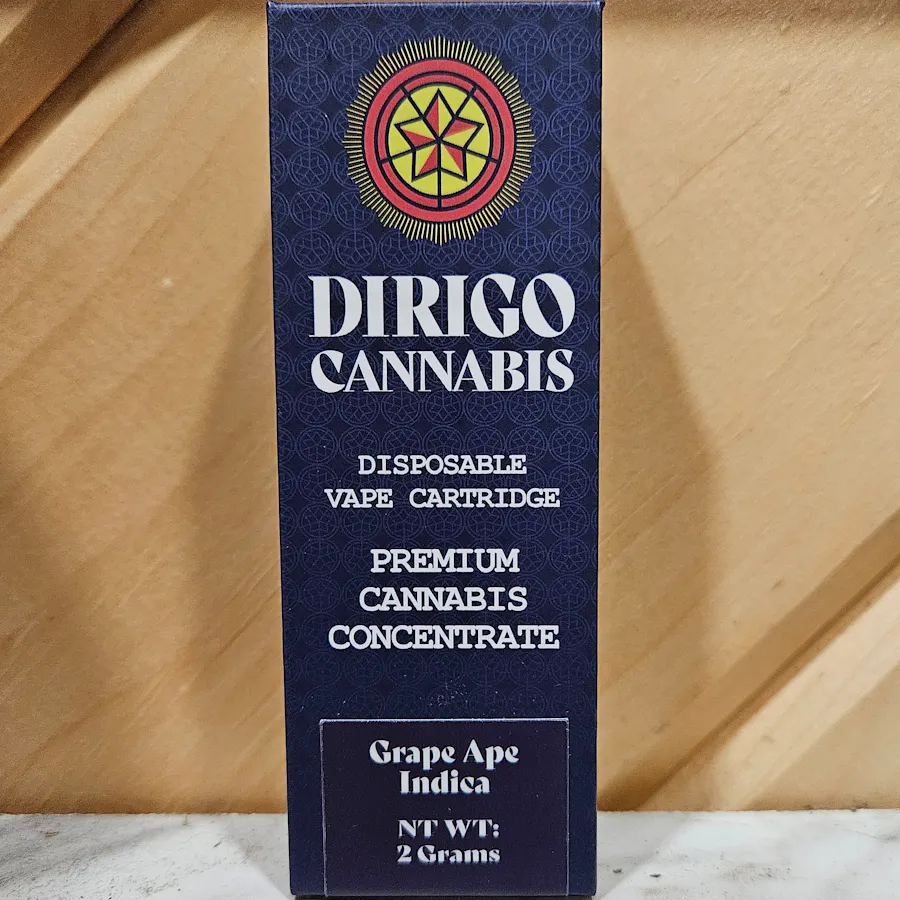 DIRIGO
CANNABIS
DISPOSABLE
VAPE CARTRIDGE
PREMIUM
CANNABIS
CONCENTRATE
Grape Ape
Indica
NT WT:
2 Grams